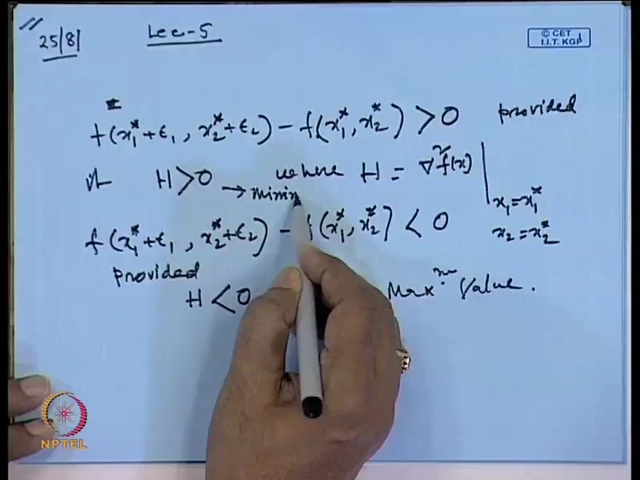 25/8/ Lec-5
© CET
I.I.T. KGP
f(x₁*+ε₁, x₂*+ε₂) − f(x₁*, x₂*) > 0 provided
H > 0 where H = ∇²f(x) |
x₁=x₁*
x₂=x₂*
→ minim
f(x₁*+ε₁, x₂*+ε₂) − f(x₁*, x₂*) < 0
provided
H < 0 Max^m Value.
NPTEL